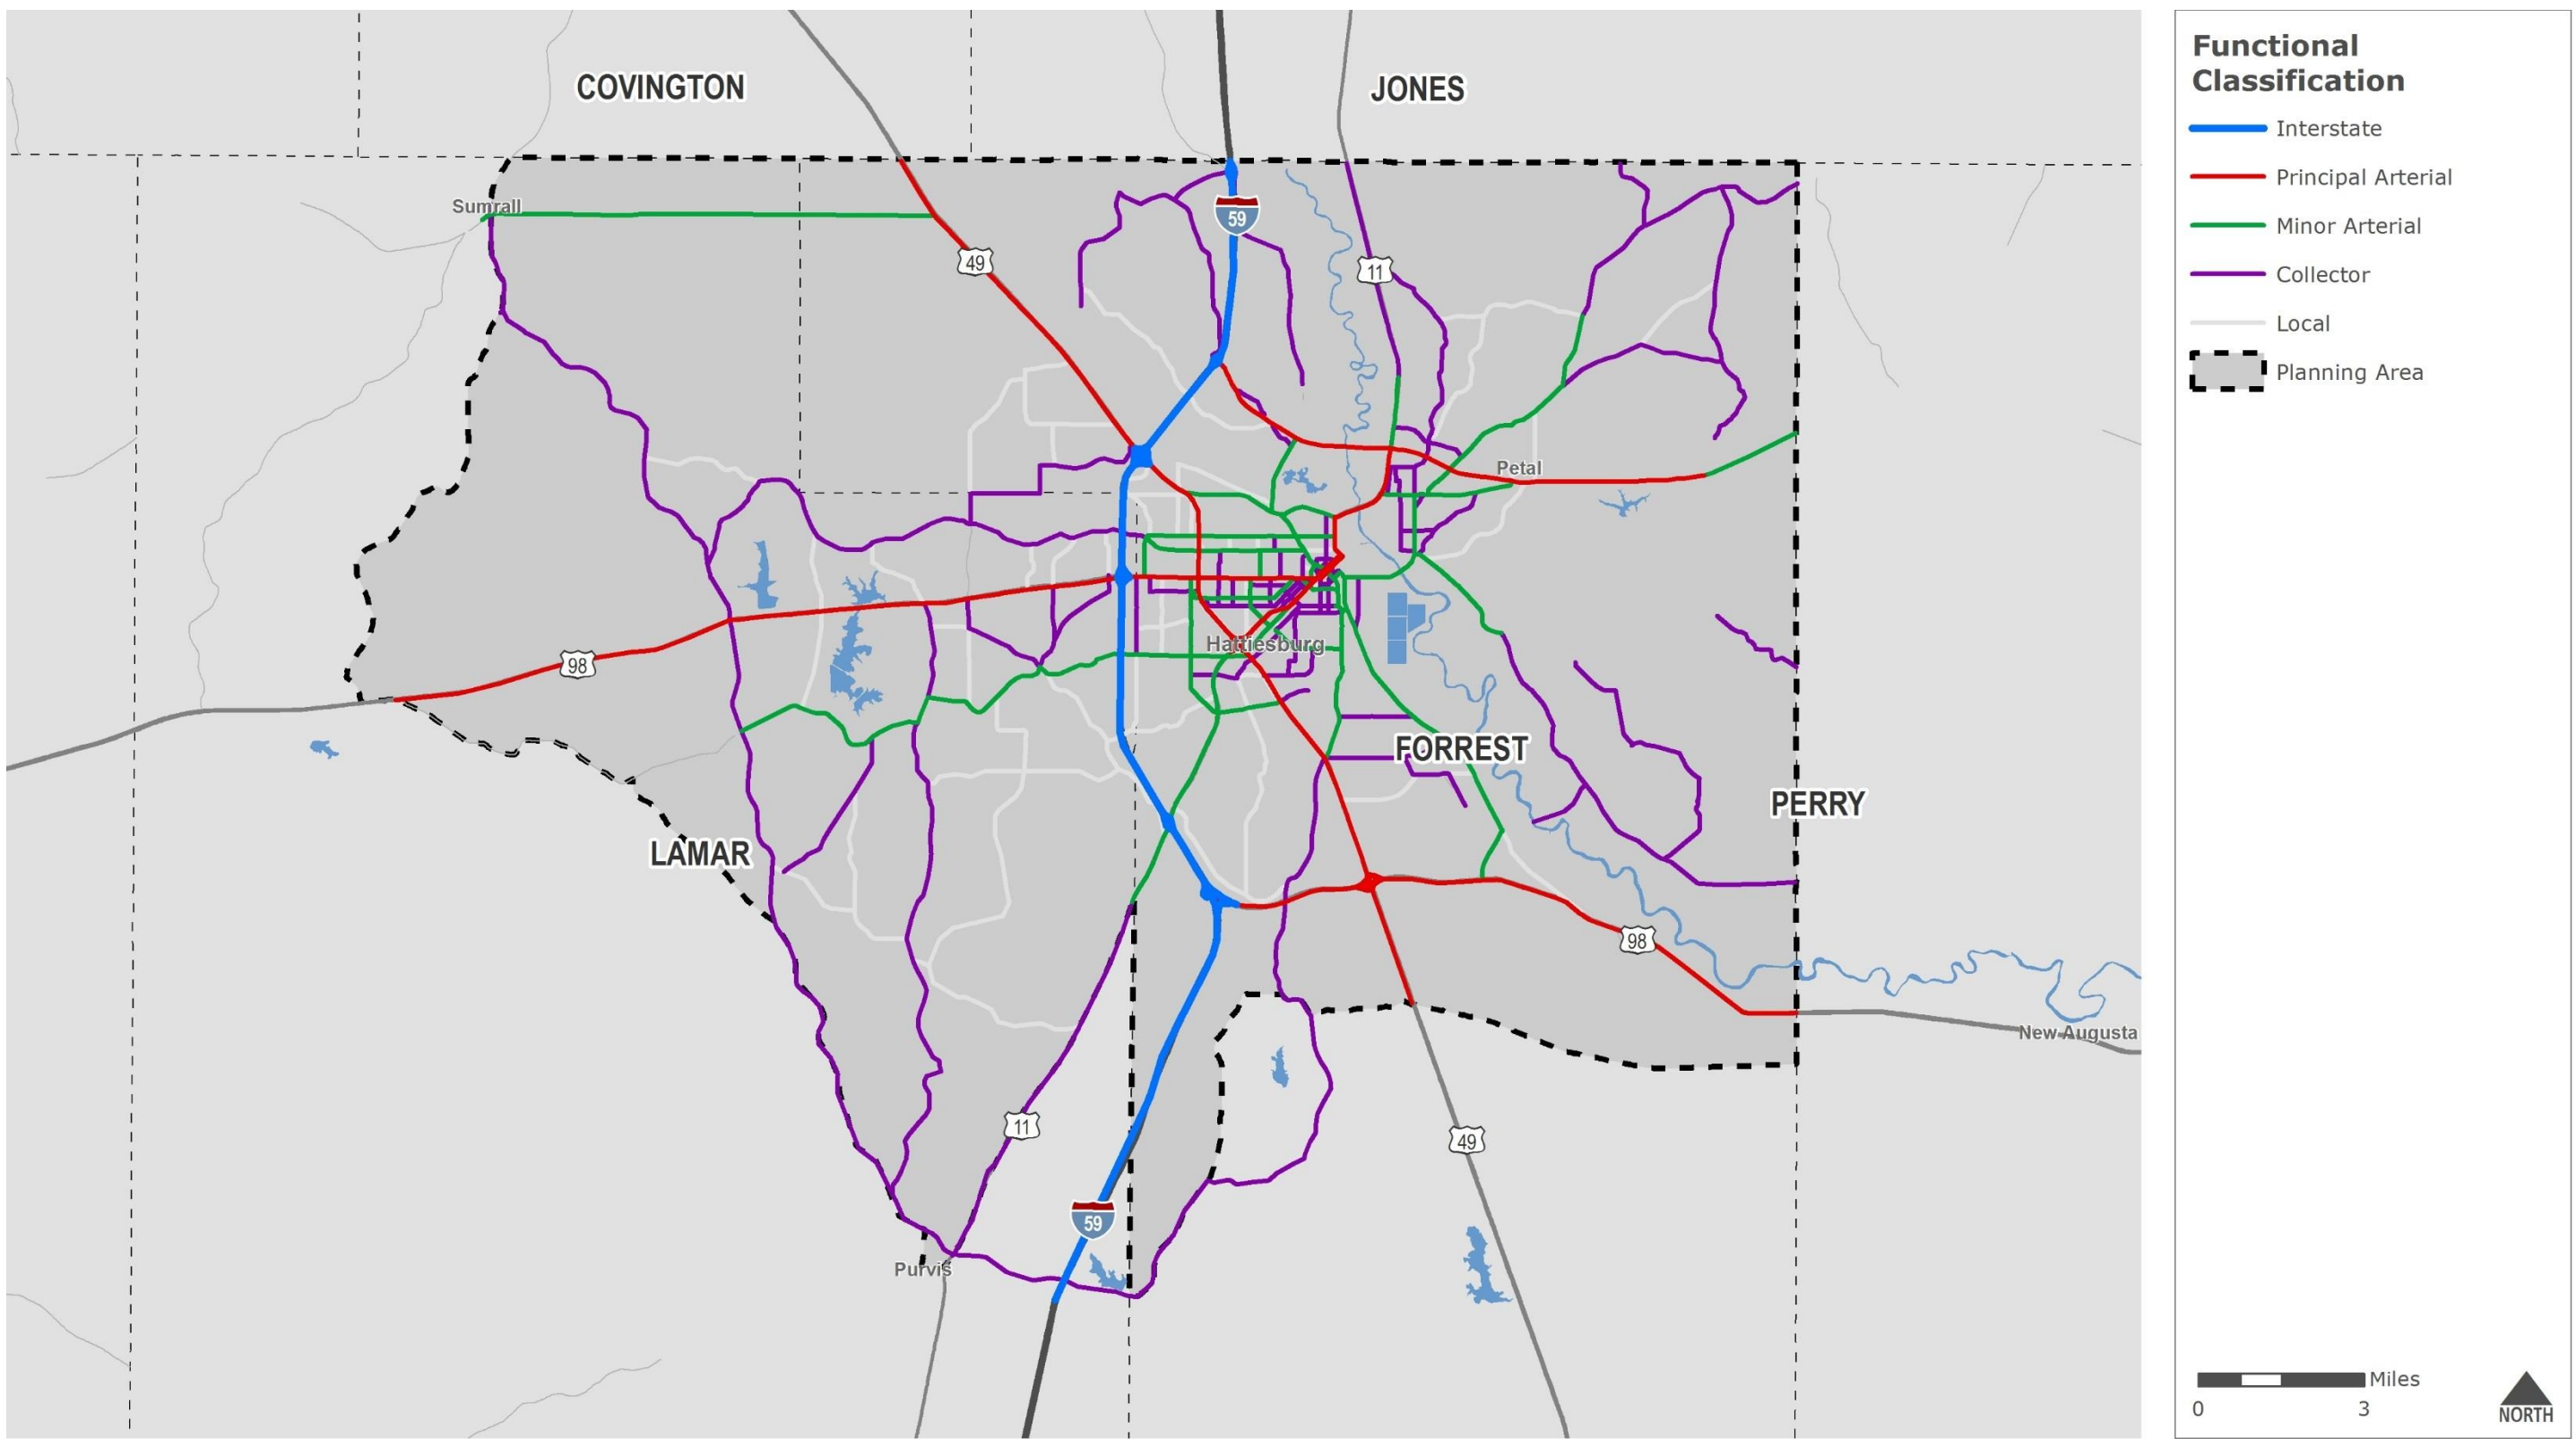 COVINGTON
JONES
Sumrall
59
49
11
Petal
98
Hattiesburg
FORREST
PERRY
LAMAR
98
New Augusta
11
49
59
Purvis
Functional
Classification
Interstate
Principal Arterial
Minor Arterial
Collector
Local
Planning Area
Miles
0 3
NORTH